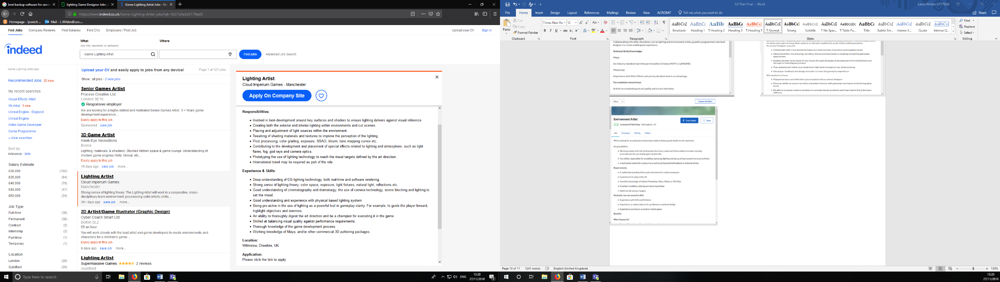 best backup software for unrea
lighting Game Designer Jobs | G
Game Lighting Artist Jobs - No
https://www.indeed.co.uk/Game-Lighting-Artist-jobs?vjk=fb37a0a3e5178ed0
Homepage - Ipswich ...
Mail – L.Wilden@uos....
Find Jobs
Company Reviews
Find Salaries
Find CVs
Employers / Post Job
Upload your CV
Sign in
indeed
What
Job title, keywords, or company
Where
Game Lighting Artist
Find jobs
Advanced Job Search
Game Lighting Artist jobs
Recommended Jobs 32 new
My recent searches
Visual Effects Artist
Vfx Artist 1 new
Unreal Engine - England
Unreal Engine
Video Game Developer
Game Programmer
» clear searches
Sort by:
relevance - date
Salary Estimate
£30,000 (102)
£35,000 (84)
£40,000 (70)
£45,000 (47)
£50,000 (24)
Job Type
Full-time (38)
Permanent (38)
Contract (2)
Internship (2)
Part-time (1)
Temporary (1)
Location
London (28)
Guildford (20)
Upload your CV and easily apply to jobs from any device!
Page 1 of 121 jobs
Show: all jobs - 2 new jobs
Senior Games Artist
Process Creative Ltd.
London SE16
Responsive employer
We are looking for a highly skilled and motivated Senior Games Artist:. 5 + Years game
development experience....
Easily apply to this job
Sponsored save job
3D Game Artist
Hawk-Eye Innovations
Bristol
Lighting, materials, & shaders). Stocked kitchen space & game lounge. Understanding of
modern game engines Unity, Unreal, etc...
Easily apply to this job
19 days ago save job more...
Lighting Artist
Cloud Imperium Games
Manchester
Strong sense of lighting theory; The Lighting Artist will work in a cooperative, cross-
disciplinary team environment, possessing solid artistic skills,...
30+ days ago save job more...
2D Artist/Game Illustrator (Graphic Design)
Cyber Coach Smart Ltd
Bolton BL2
£9 an hour
You will work closely with the lead artist and game developers to create environments and
characters for a children's game....
Easily apply to this job
8 days ago save job more...
Lighting Artist
Supermassive Games 2 reviews
Guildford
Lighting Artist
Cloud Imperium Games - Manchester
Apply On Company Site
Responsibilities:
• Involved in look-development around key surfaces and shaders to ensure lighting delivers against visual reference
• Creating both the exterior and interior lighting within environments and cut scenes.
• Placing and adjustment of light sources within the environment.
• Tweaking of shading materials and textures to improve the perception of the lighting.
• Post processing; color grading, exposure, SSAO, bloom, tone mapping curves etc.
• Contributing to the development and placement of special effects related to lighting and atmosphere, such as light
flares, fog, god rays and camera optics.
• Prototyping the use of lighting technology to reach the visual targets defined by the art direction.
• International travel may be required as part of the role.
Experience & Skills:
• Deep understanding of CG lighting technology, both real-time and software rendering.
• Strong sense of lighting theory; color space, exposure, light fixtures, natural light, reflections etc.
• Good understanding of cinematography and dramaturgy; the use of camera technology, scene blocking and lighting to
set the mood.
• Good understanding and experience with physical based lighting system
• Being pro-active in the use of lighting as a powerful tool in gameplay clarity. For example; to guide the player forward,
highlight objectives and enemies.
• An ability to thoroughly digest the art direction and be a champion for executing it in the game.
• Skilled at balancing visual quality against performance requirements.
• Thorough knowledge of the game development process.
• Working knowledge of Maya, and/or other commercial 3D authoring packages.
Location:
Wilmslow, Cheshire, UK
Application:
Please click the link to apply
Type here to search
ENG
13:20
27/11/2018
ILP Plan Final - Word
Lewis Wilden (s177026)
File Home Insert Design Layout References Mailings Review View ACROBAT Tell me what you want to do
Share
Paste
Cut
Copy
Format Painter
Clipboard
Times New Ro 12
Font
Paragraph
Emphasis Heading 1 ¶ Heading 2 Heading 3 ¶ Heading 5 ¶ Normal Strong Subtitle ¶ No Spac... ¶ Table Pa... Title Subtle Em... Intense E... Quote Intense Q...
Styles
Find
Replace
Select
Editing
-Collaborating with other disciplines such as lighting and environment artists, graphics programmers and level
designers to create a AAA game experience.
Technical Skills/Knowledge:
-Maya
-An industry standard real-time particle editor (Unreal, UNITY, CryENGINE)
-Photoshop
-Experience with After Effects and previsualization tools is an advantage.
The candidate should have:
-A drive to constantly push art quality and try out new ideas.
for those who want to leave their mark on an already established, multi-million selling franchise.
As a Level Designer, you will:
• Collaborate with cross discipline teams to create exciting, innovative and engaging levels
• Understand the role of pacing, narrative, theme and mechanics in creating compelling gameplay
experiences
• Realise the high-level vision of your levels through all stages of development from initial block out
through to final shipped product
• Plan, execute and refine your levels from high-level concept to low-level scripting
• Use player feedback and design direction to hone the gameplay experience
We need you to have:
• Shipped at least one AAA third-person action title as a level designer
• Show an ability to weave narrative and artistic themes with gameplay mechanics to build engaging
levels
• Be able to propose creative solutions to complex design problems and importantly bring the team
with you
More
Create Job Alert
Environment Artist
Lockwood Publishing - Nottingham, UK
Easy Apply
Save
Job Company Rating Salary
We're looking for an awesome environment artist to help us push Avakin to the next level.
Responsibilities
• Working closely with the retail production team, Leads and fellow artists to create stunning
environments for our mobile game Avakin Life.
• You will be responsible for modelling, texturing, lighting and set up of each scene from start to finish.
• Creating documents for outsource as well as giving detailed feedback to external artists.
Requirements
• A solid understanding of low poly environment creation processes
• Experienced in using Unity 3d
• Excellent knowledge of Adobe Photoshop, Maya, Modo, or 3DS Max
• Excellent modelling, lighting and texturing skillset
• Ability to hit memory targets
Desirable, but not essential skills
• Experience with SVN and Perforce
• Experience, or a keen interest in, architecture and level design
• Experience working on a social or mobile game
Benefits
Why Choose Us?
Page 10 of 11 1241 words English (United Kingdom)
130%
13:20
27/11/2018